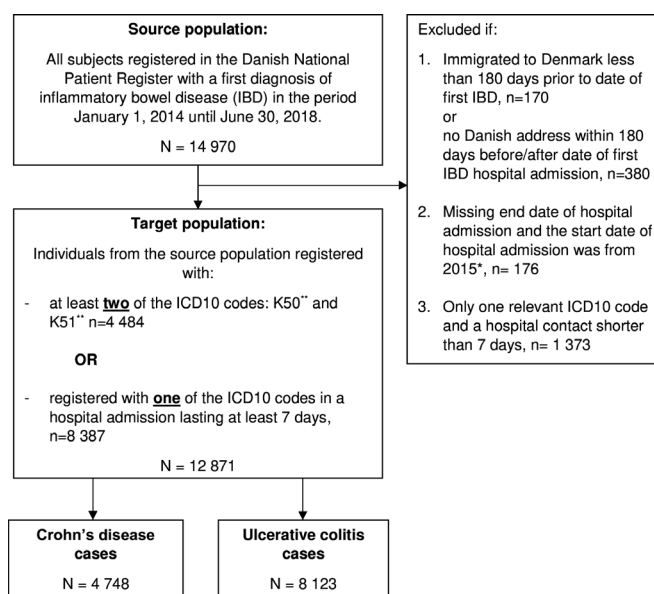 Source population:
All subjects registered in the Danish National
Patient Register with a first diagnosis of
inflammatory bowel disease (IBD) in the period
January 1, 2014 until June 30, 2018.
N = 14 970
Excluded if:
1. Immigrated to Denmark less
than 180 days prior to date of
first IBD, n=170
or
no Danish address within 180
days before/after date of first
IBD hospital admission, n=380
2. Missing end date of hospital
admission and the start date of
hospital admission was from
2015*, n= 176
3. Only one relevant ICD10 code
and a hospital contact shorter
than 7 days, n= 1 373
Target population:
Individuals from the source population registered
with:
- at least two of the ICD10 codes: K50** and
K51** n=4 484
OR
- registered with one of the ICD10 codes in a
hospital admission lasting at least 7 days,
n=8 387
N = 12 871
Crohn’s disease
cases
N = 4 748
Ulcerative colitis
cases
N = 8 123